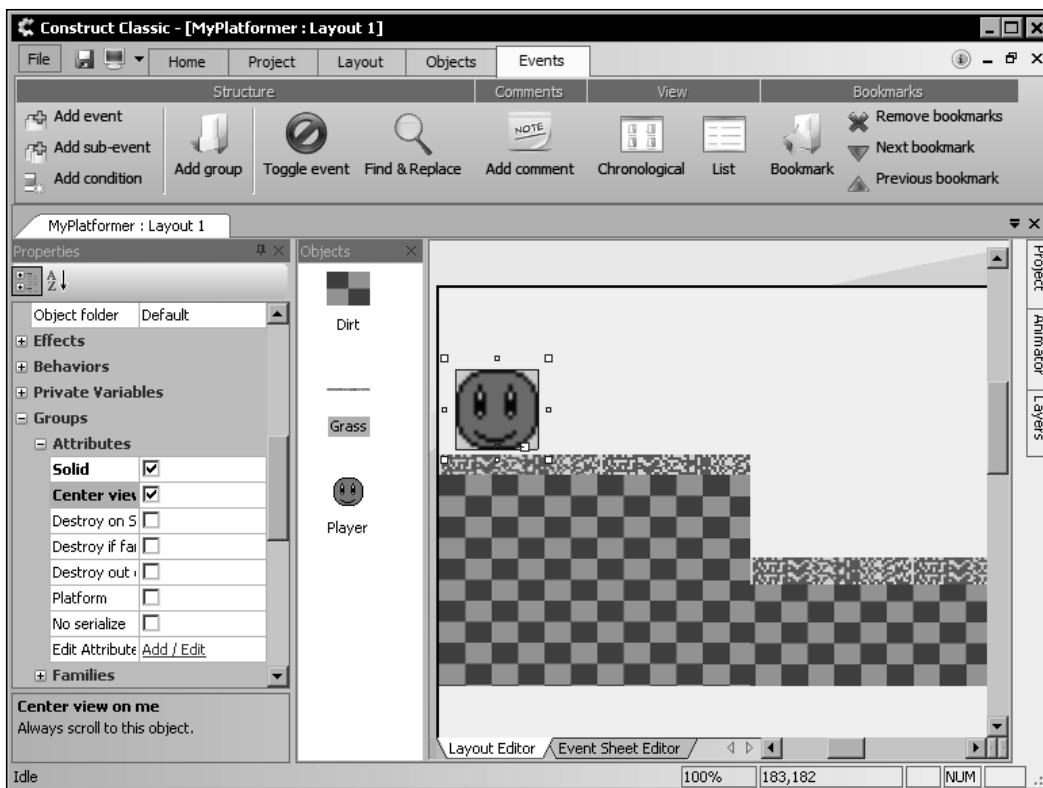 Construct Classic - [MyPlatformer : Layout 1]
File Home Project Layout Objects Events
Structure Comments View Bookmarks
Add event
Add sub-event
Add condition
Add group
Toggle event
Find & Replace
NOTE
Add comment
Chronological
List
Bookmark
Remove bookmarks
Next bookmark
Previous bookmark
MyPlatformer : Layout 1
Properties
A
Z
Object folder Default
Effects
Behaviors
Private Variables
Groups
Attributes
Solid
Center view
Destroy on S
Destroy if fai
Destroy out
Platform
No serialize
Edit Attribute Add / Edit
Families
Center view on me
Always scroll to this object.
Objects
Dirt
Grass
Player
Project
Animator
Layers
Layout Editor Event Sheet Editor
Idle 100% 183,182 NUM